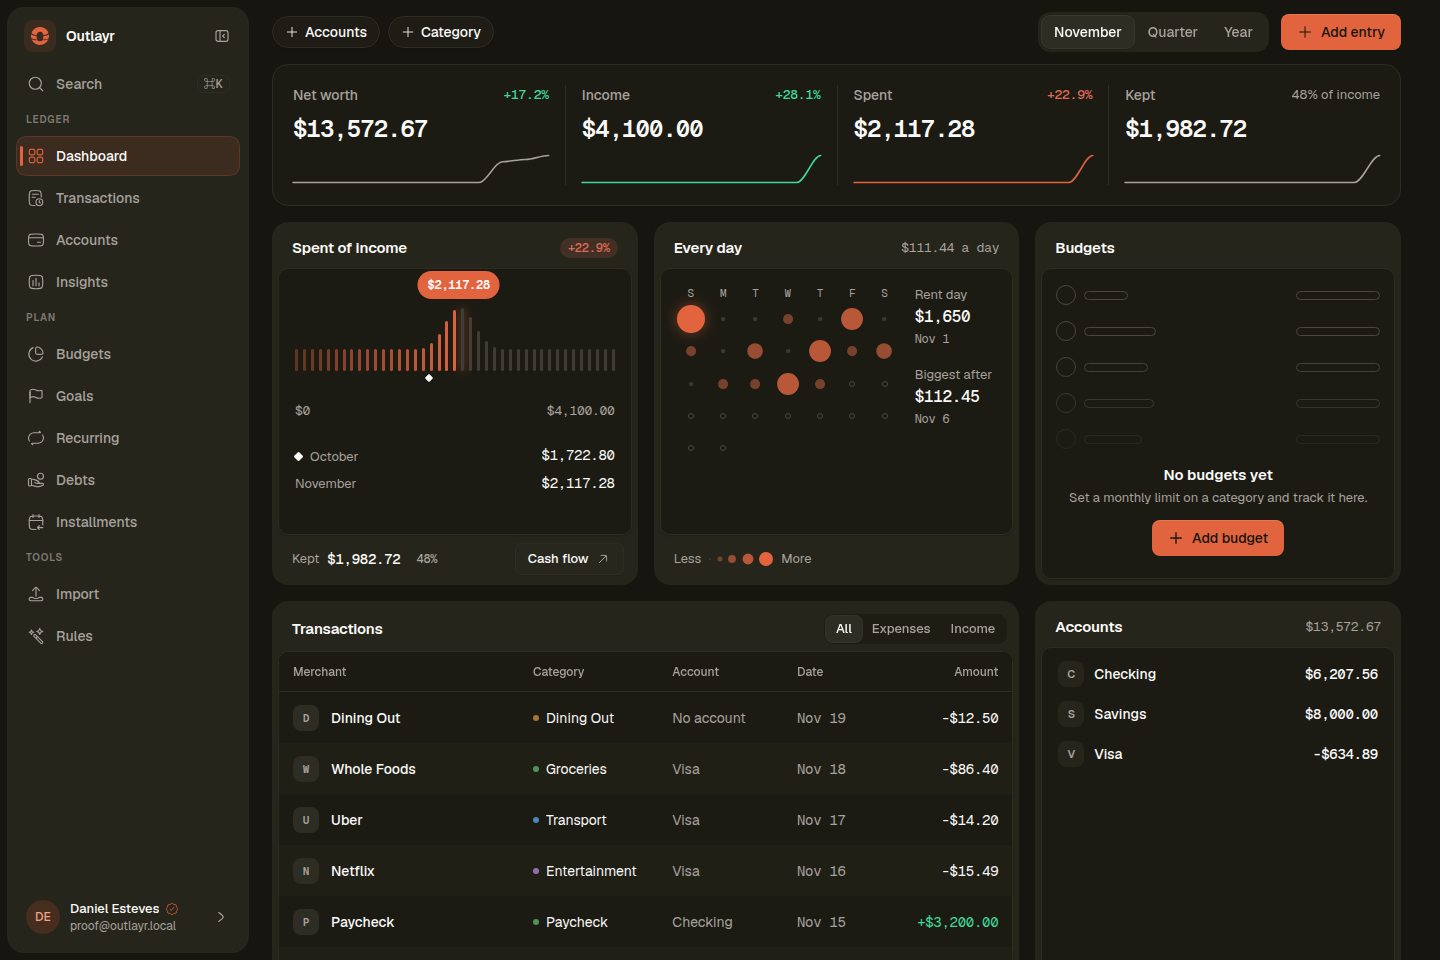 Outlayr
Search ⌘K
LEDGER
Dashboard
Transactions
Accounts
Insights
PLAN
Budgets
Goals
Recurring
Debts
Installments
TOOLS
Import
Rules
DE
Daniel Esteves
proof@outlayr.local
+ Accounts
+ Category
November Quarter Year
+ Add entry
Net worth +17.2%
$13,572.67
Income +28.1%
$4,100.00
Spent +22.9%
$2,117.28
Kept 48% of income
$1,982.72
Spent of income +22.9%
$2,117.28
$0 $4,100.00
October $1,722.80
November $2,117.28
Kept $1,982.72 48% Cash flow
Every day $111.44 a day
S M T W T F S
Rent day
$1,650
Nov 1
Biggest after
$112.45
Nov 6
Less More
Budgets
No budgets yet
Set a monthly limit on a category and track it here.
+ Add budget
Transactions All Expenses Income
Merchant Category Account Date Amount
D Dining Out Dining Out No account Nov 19 -$12.50
W Whole Foods Groceries Visa Nov 18 -$86.40
U Uber Transport Visa Nov 17 -$14.20
N Netflix Entertainment Visa Nov 16 -$15.49
P Paycheck Paycheck Checking Nov 15 +$3,200.00
Accounts $13,572.67
C Checking $6,207.56
S Savings $8,000.00
V Visa -$634.89